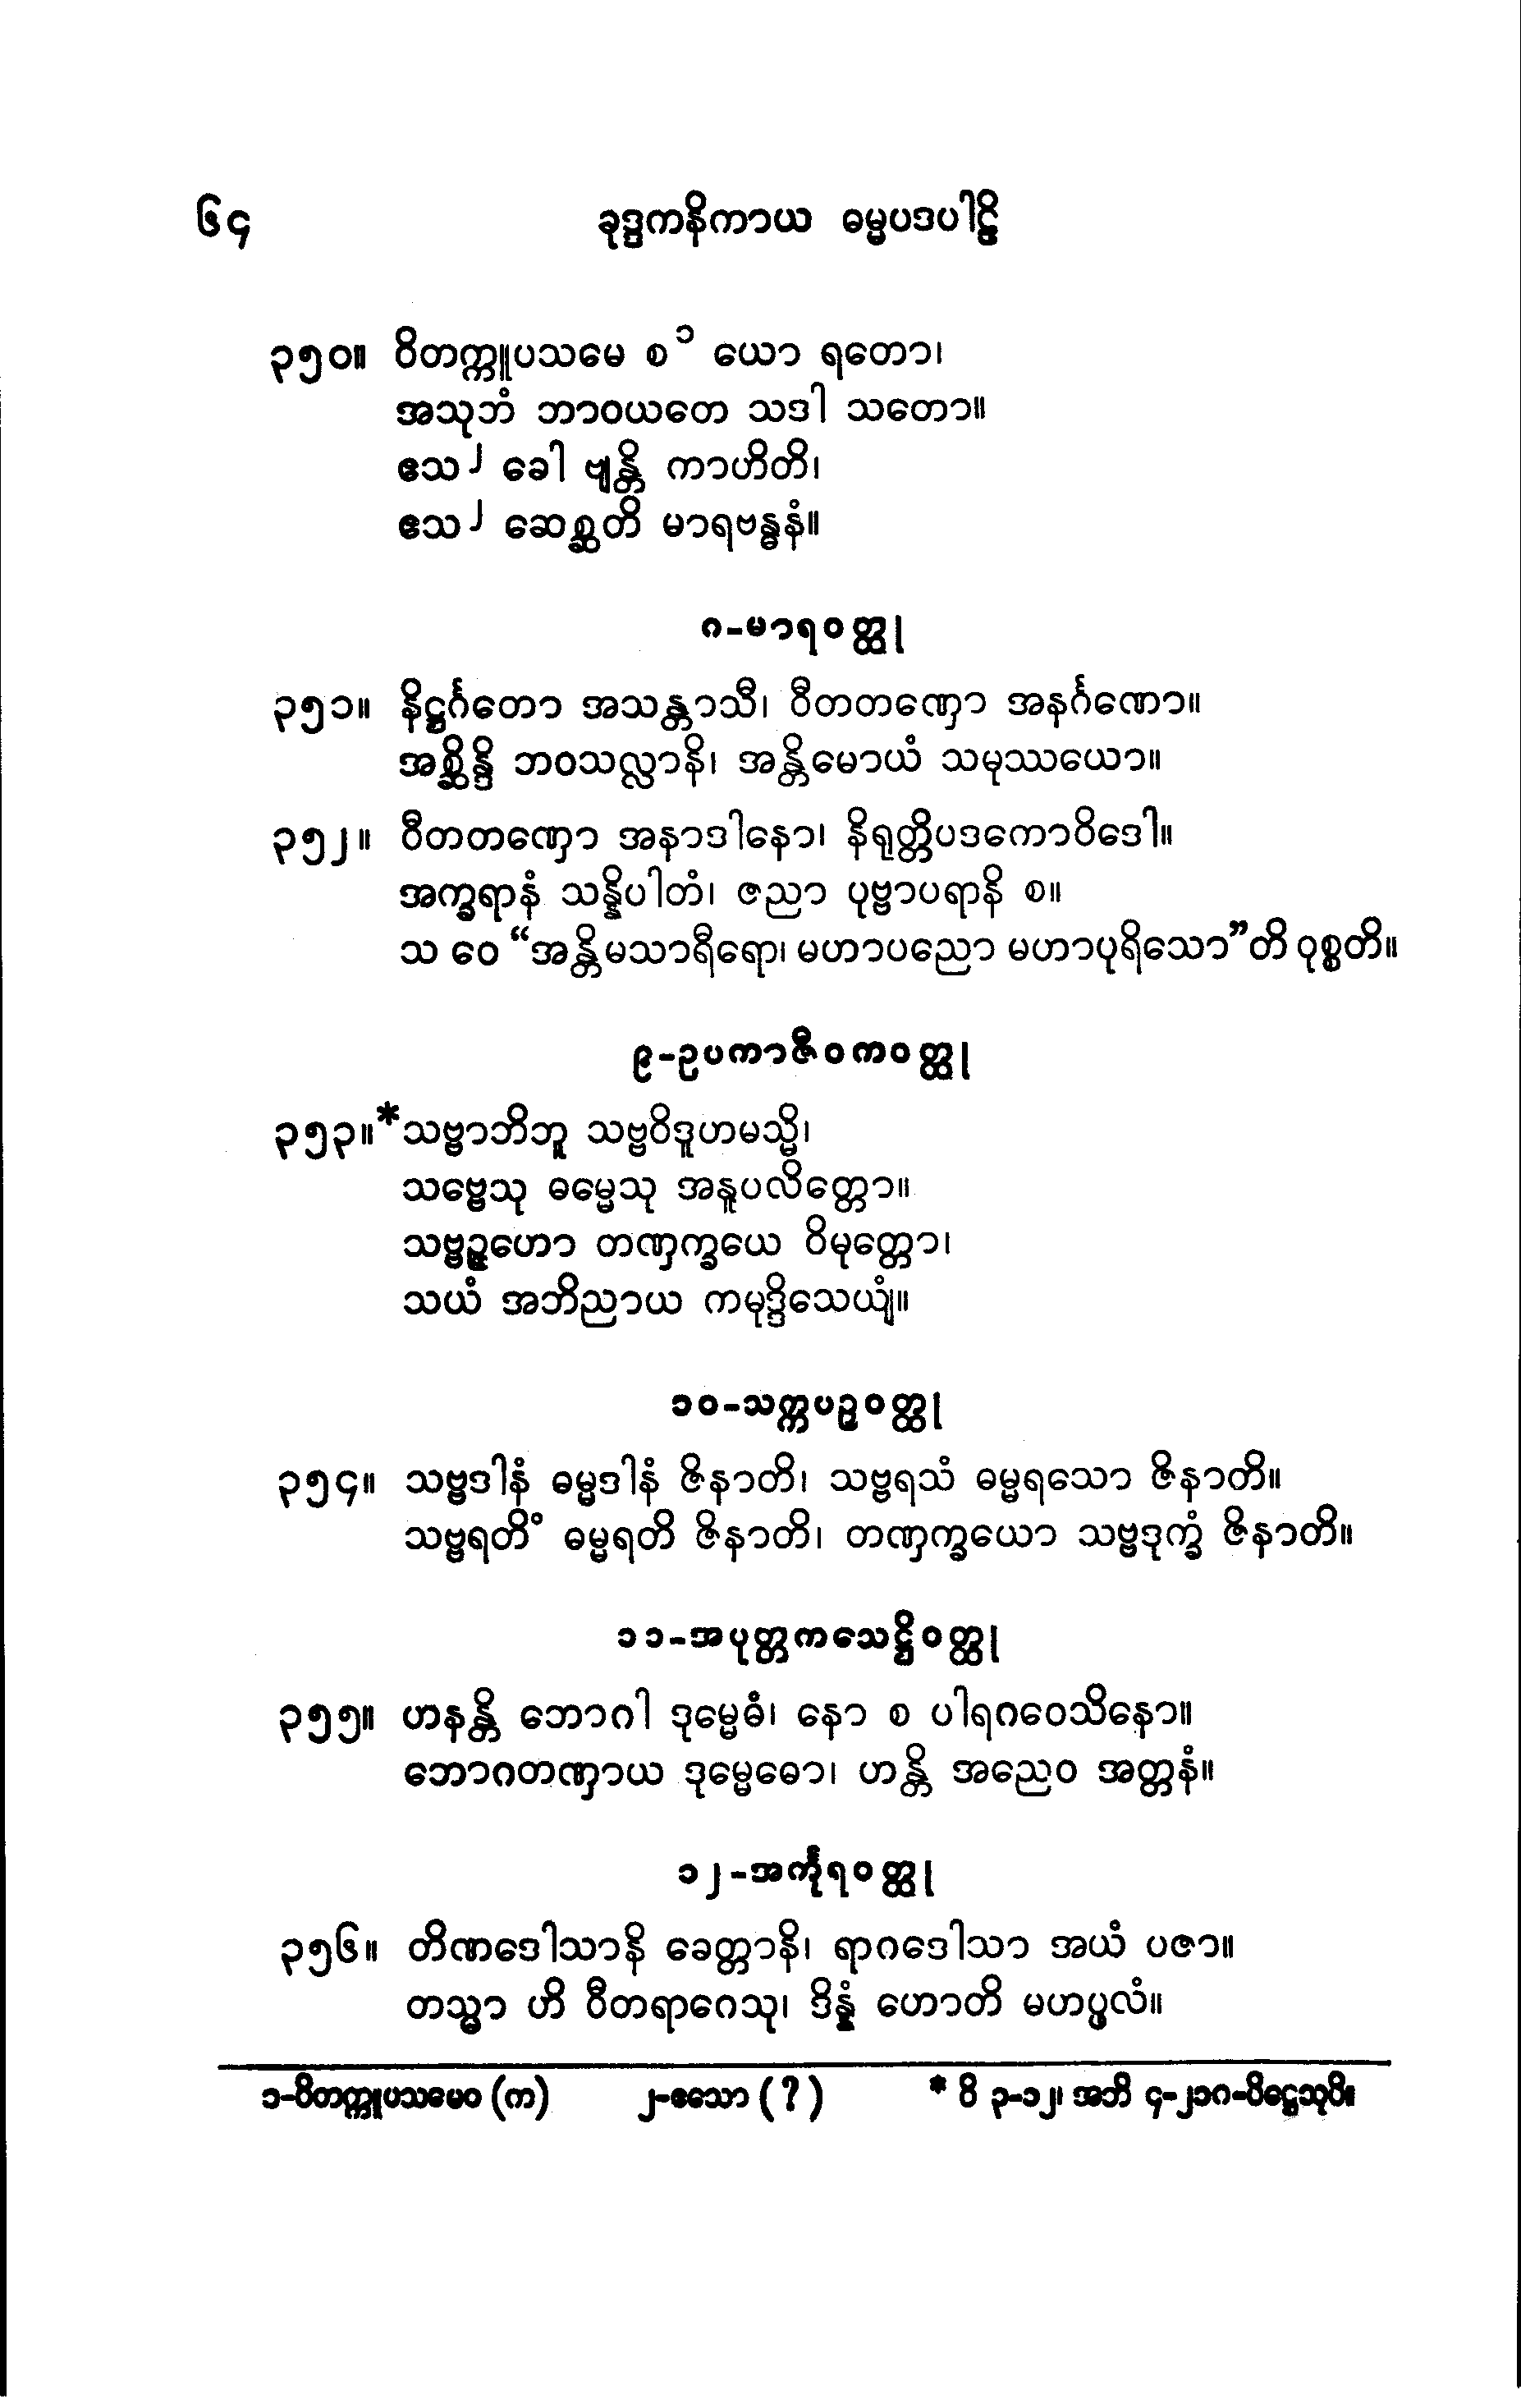 ၆၄ ခုဒ္ဒကနိကာယ ဓမ္မပဒပါဠိ
၃၅၀။ ဝိတက္ကူပသမေ စ ၁ ယော ရတော၊
အသုဘံ ဘာဝယတေ သဒါ သတော။
ဧသ ၂ ခေါ ဗျန္တိ ကာဟိတိ၊
ဧသ ၂ ဆေစ္ဆတိ မာရဗန္ဓနံ။
၈-မာရဝတ္ထု
၃၅၁။ နိဋ္ဌင်္ဂတော အသန္တာသီ၊ ဝီတတဏှော အနင်္ဂဏော။
အစ္ဆိန္ဒိ ဘဝသလ္လာနိ၊ အန္တိမောယံ သမုဿယော။
၃၅၂။ ဝီတတဏှော အနာဒါနော၊ နိရုတ္တိပဒကောဝိဒေါ။
အက္ခရာနံ သန္နိပါတံ၊ ဇညာ ပုဗ္ဗာပရာနိ စ။
သ ဝေ “အန္တိမသာရီရော၊ မဟာပညော မဟာပုရိသော”တိ ဝုစ္စတိ။
၉-ဥပကာဇီဝကဝတ္ထု
၃၅၃။*သဗ္ဗာဘိဘူ သဗ္ဗဝိဒူဟမသ္မိ၊
သဗ္ဗေသု ဓမ္မေသု အနူပလိတ္တော။
သဗ္ဗဉ္ဇဟော တဏှက္ခယေ ဝိမုတ္တော၊
သယံ အဘိညာယ ကမုဒ္ဒိသေယျံ။
၁၀-သက္ကပဉှဝတ္ထု
၃၅၄။ သဗ္ဗဒါနံ ဓမ္မဒါနံ ဇိနာတိ၊ သဗ္ဗရသံ ဓမ္မရသော ဇိနာတိ။
သဗ္ဗရတိံ ဓမ္မရတိ ဇိနာတိ၊ တဏှက္ခယော သဗ္ဗဒုက္ခံ ဇိနာတိ။
၁၁-အပုတ္တကသေဋ္ဌိဝတ္ထု
၃၅၅။ ဟနန္တိ ဘောဂါ ဒုမ္မေဓံ၊ နော စ ပါရဂဝေသိနော။
ဘောဂတဏှာယ ဒုမ္မေဓော၊ ဟန္တိ အညေဝ အတ္တနံ။
၁၂-အင်္ကုရဝတ္ထု
၃၅၆။ တိဏဒေါသာနိ ခေတ္တာနိ၊ ရာဂဒေါသာ အယံ ပဇာ။
တသ္မာ ဟိ ဝီတရာဂေသု၊ ဒိန္နံ ဟောတိ မဟပ္ဖလံ။
၁-ဝိတက္ကူပသမေဝ (က) ၂-ဧသော (?) * ဝိ ၃-၁၂၊ အဘိ ၄-၂၁၈-ပိဋ္ဌေသုပိ။